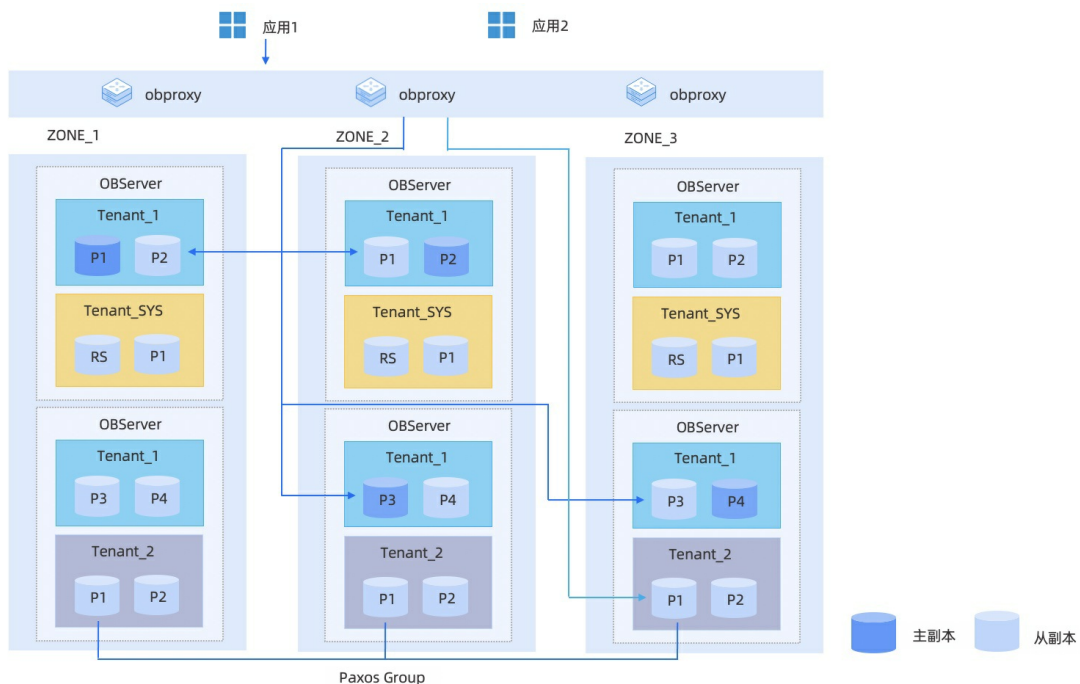 应用1
应用2
obproxy
obproxy
obproxy
ZONE_1
ZONE_2
ZONE_3
OBServer
Tenant_1
P1
P2
Tenant_SYS
RS
P1
OBServer
Tenant_1
P3
P4
Tenant_2
P1
P2
OBServer
Tenant_1
P1
P2
Tenant_SYS
RS
P1
OBServer
Tenant_1
P3
P4
Tenant_2
P1
P2
OBServer
Tenant_1
P1
P2
Tenant_SYS
RS
P1
OBServer
Tenant_1
P3
P4
Tenant_2
P1
P2
Paxos Group
主副本
从副本